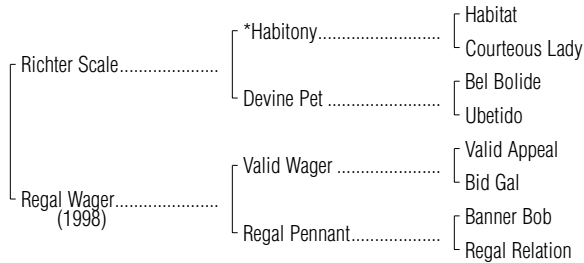 Habitat
*Habitony....................
Courteous Lady
Richter Scale.....................
Bel Bolide
Devine Pet ....................
Ubetido
Valid Appeal
Valid Wager ..................
Bid Gal
Regal Wager......................
(1998)
Banner Bob
Regal Pennant................
Regal Relation